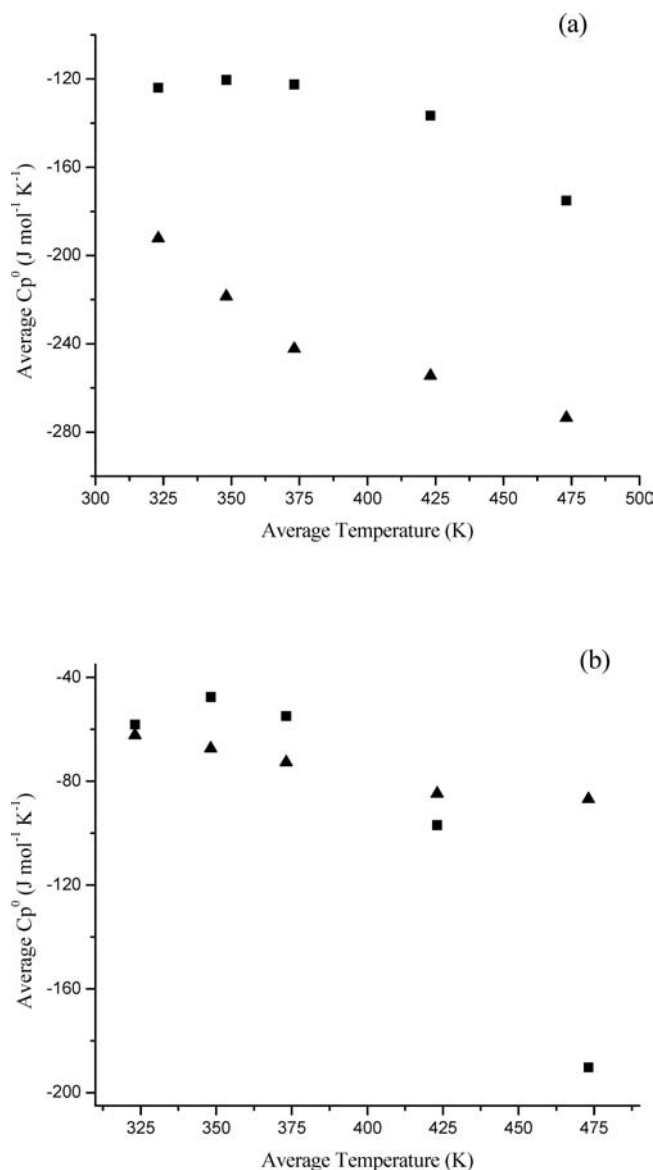 (a)
-120
-160
-200
-240
-280
Average Cp⁰ (J mol⁻¹ K⁻¹)
300 325 350 375 400 425 450 475 500
Average Temperature (K)
(b)
-40
-80
-120
-160
-200
Average Cp⁰ (J mol⁻¹ K⁻¹)
325 350 375 400 425 450 475
Average Temperature (K)